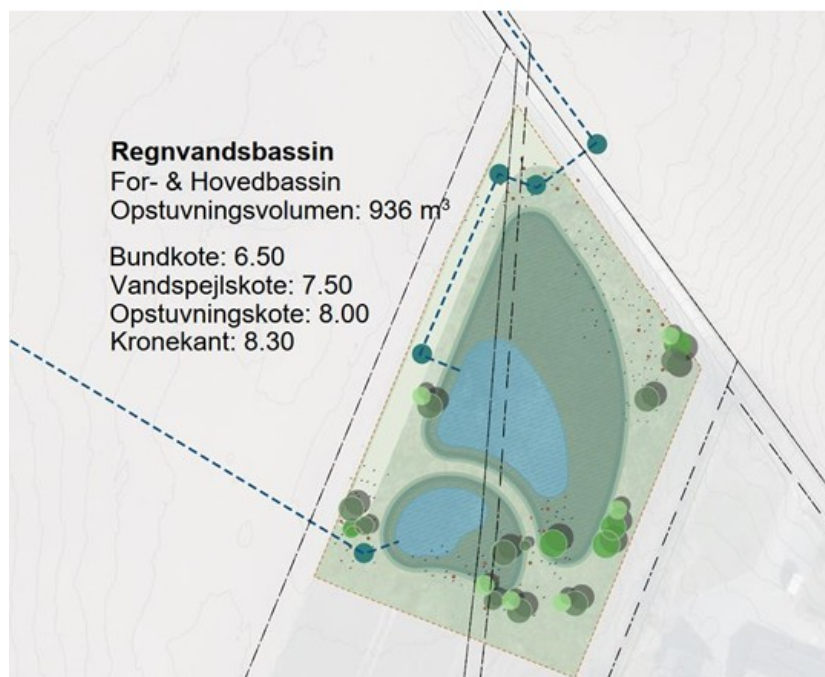 Regnvandsbassin
For- & Hovedbassin
Opstuvningsvolumen: 936 m³
Bundkote: 6.50
Vandspejlskote: 7.50
Opstuvningskote: 8.00
Kronekant: 8.30